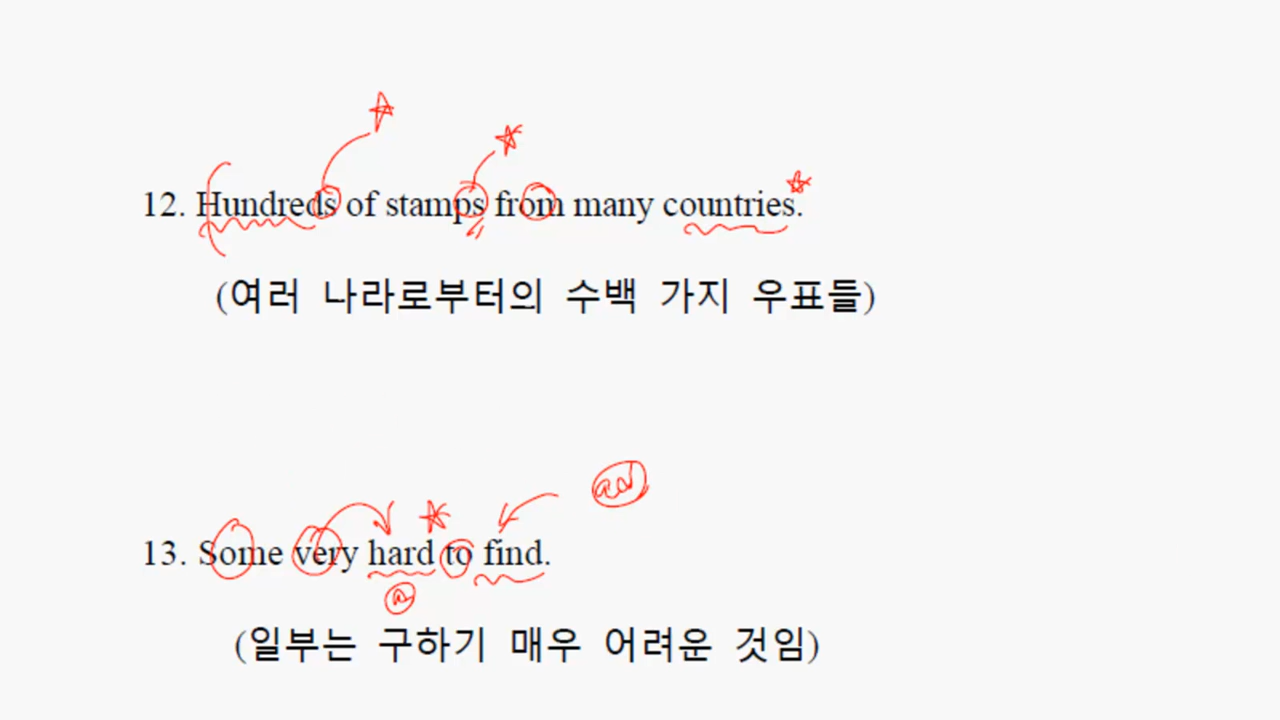 12. Hundreds of stamps from many countries.
(여러 나라로부터의 수백 가지 우표들)
ad
13. Some very hard to find.
a
(일부는 구하기 매우 어려운 것임)